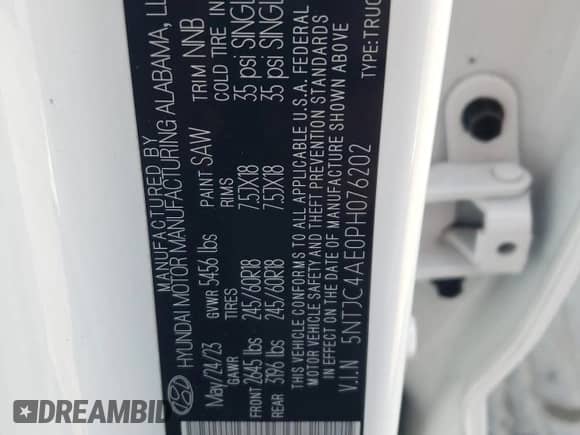 MANUFACTURED BY
HYUNDAI MOTOR MANUFACTURING ALABAMA, LL
May/24/23 GVWR 5456 lbs PAINT SAW TRIM NNB
GAWR TIRES RIMS COLD TIRE IN
FRONT 2645 lbs 245/60R18 7.5JX18 35 psi SINGL
REAR 3196 lbs 245/60R18 7.5JX18 35 psi SINGL
THIS VEHICLE CONFORMS TO ALL APPLICABLE U.S.A. FEDERAL
MOTOR VEHICLE SAFETY AND THEFT PREVENTION STANDARDS
IN EFFECT ON THE DATE OF MANUFACTURE SHOWN ABOVE
V.I.N 5NTJC4AE0PH076202 TYPE:TRUC
DREAMBID